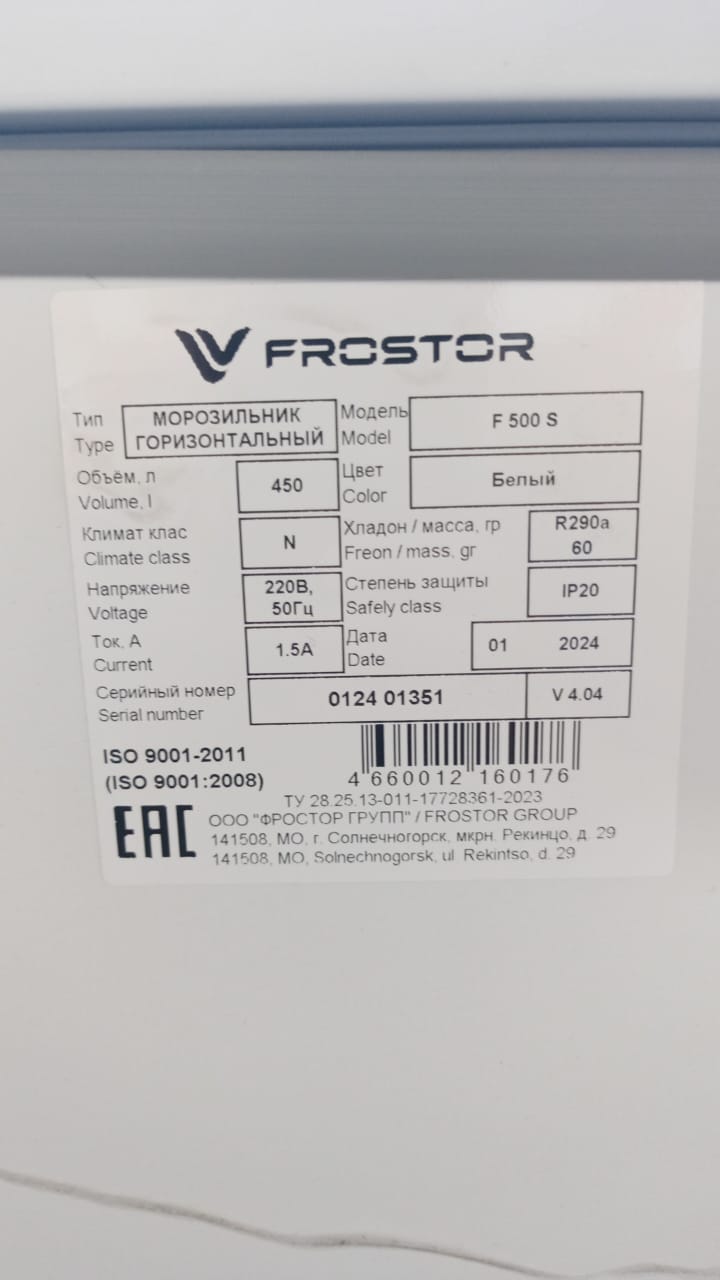 FROSTOR
Тип МОРОЗИЛЬНИК Модель F 500 S
Type ГОРИЗОНТАЛЬНЫЙ Model
Объём, л 450 Цвет Белый
Volume, l Color
Климат клас N Хладон / масса, гр R290a
Climate class Freon / mass, gr 60
Напряжение 220В, Степень защиты IP20
Voltage 50Гц Safely class
Ток, А 1.5А Дата 01 2024
Current Date
Серийный номер 0124 01351 V 4.04
Serial number
ISO 9001-2011
(ISO 9001:2008) 4 660012 160176
ТУ 28.25.13-011-17728361-2023
EAC ООО "ФРОСТОР ГРУПП" / FROSTOR GROUP
141508, МО, г. Солнечногорск, мкрн. Рекинцо, д. 29
141508, МО, Solnechnogorsk, ul. Rekintso, d. 29